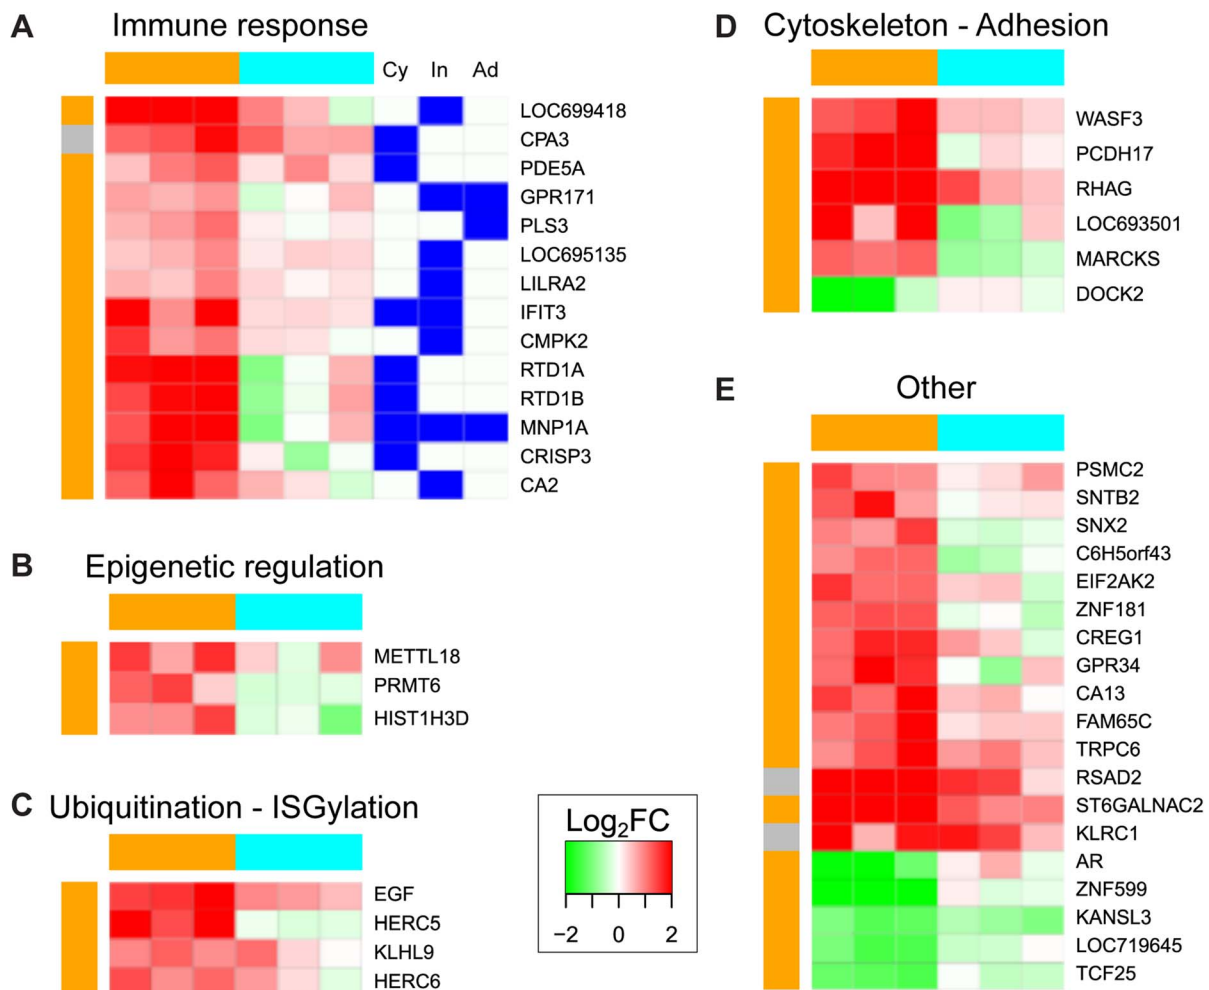 A Immune response
Cy In Ad
LOC699418
CPA3
PDE5A
GPR171
PLS3
LOC695135
LILRA2
IFIT3
CMPK2
RTD1A
RTD1B
MNP1A
CRISP3
CA2
B Epigenetic regulation
METTL18
PRMT6
HIST1H3D
C Ubiquitination - ISGylation
EGF
HERC5
KLHL9
HERC6
Log2FC
−2 0 2
D Cytoskeleton - Adhesion
WASF3
PCDH17
RHAG
LOC693501
MARCKS
DOCK2
E Other
PSMC2
SNTB2
SNX2
C6H5orf43
EIF2AK2
ZNF181
CREG1
GPR34
CA13
FAM65C
TRPC6
RSAD2
ST6GALNAC2
KLRC1
AR
ZNF599
KANSL3
LOC719645
TCF25